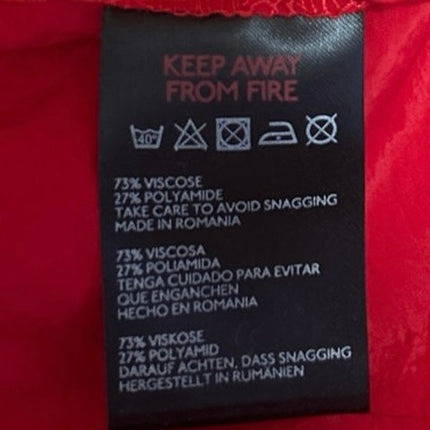 KEEP AWAY
FROM FIRE
40°
73% VISCOSE
27% POLYAMIDE
TAKE CARE TO AVOID SNAGGING
MADE IN ROMANIA
73% VISCOSA
27% POLIAMIDA
TENGA CUIDADO PARA EVITAR
QUE ENGANCHEN
HECHO EN ROMANIA
73% VISKOSE
27% POLYAMID
DARAUF ACHTEN, DASS SNAGGING
HERGESTELLT IN RUMÄNIEN